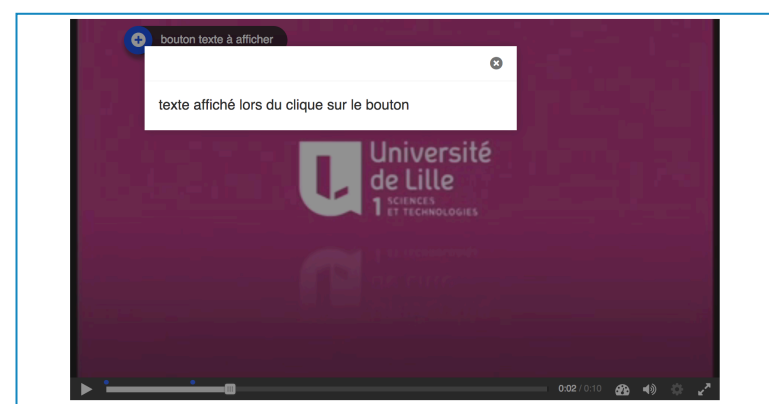 bouton texte à afficher
texte affiché lors du clique sur le bouton
Université
de Lille
1 SCIENCES
ET TECHNOLOGIES
0:02 / 0:10